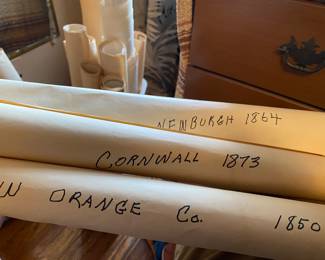 NEWBURGH 1864
CORNWALL 1873
W ORANGE Co. 1850